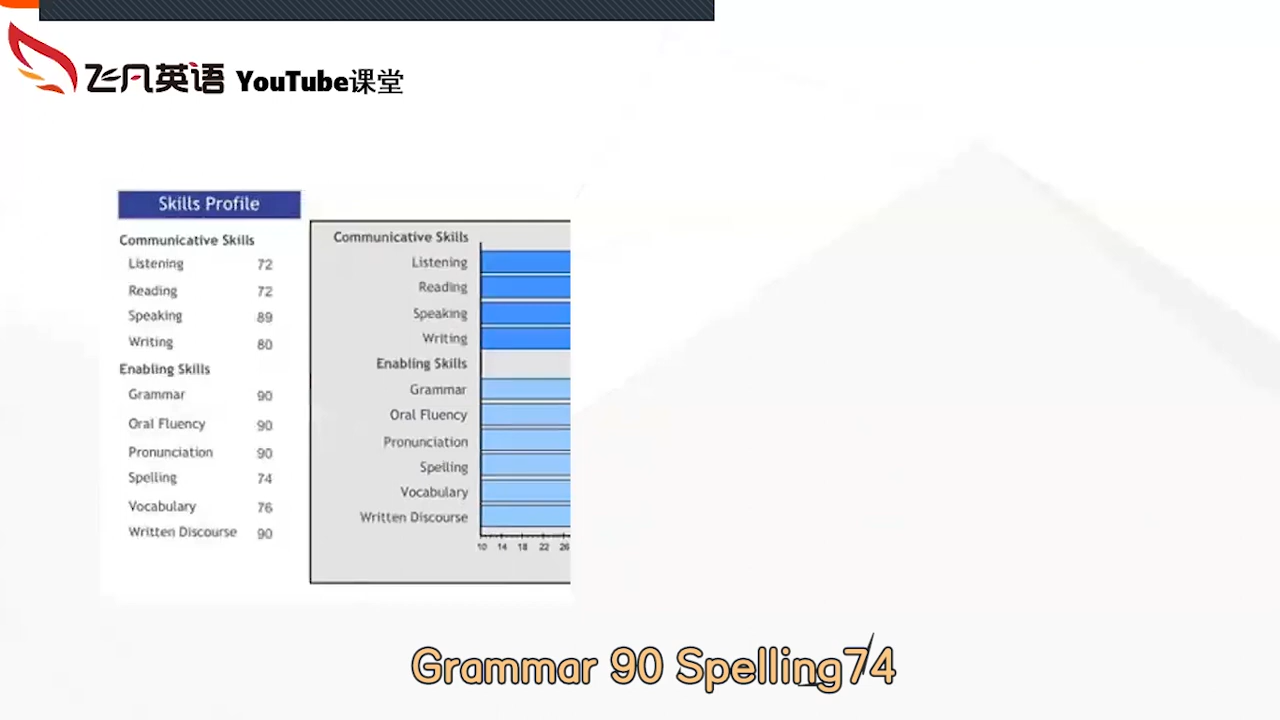 飞凡英语 YouTube课堂
Skills Profile
Communicative Skills
Listening 72
Reading 72
Speaking 89
Writing 80
Enabling Skills
Grammar 90
Oral Fluency 90
Pronunciation 90
Spelling 74
Vocabulary 76
Written Discourse 90
Communicative Skills
Listening
Reading
Speaking
Writing
Enabling Skills
Grammar
Oral Fluency
Pronunciation
Spelling
Vocabulary
Written Discourse
10 14 18 22 26
Grammar 90 Spelling74